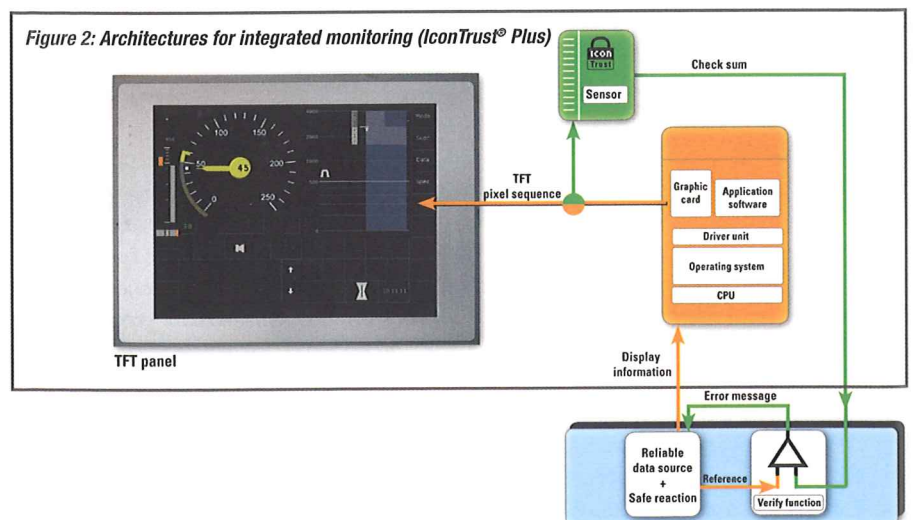 Figure 2: Architectures for integrated monitoring (IconTrust® Plus)
Icon
Trust
Sensor
Check sum
TFT
pixel sequence
Graphic
card
Application
software
Driver unit
Operating system
CPU
50
100
150
200
250
0
45
TFT panel
Display
information
Error message
Reliable
data source
+
Safe reaction
Reference
Verify function